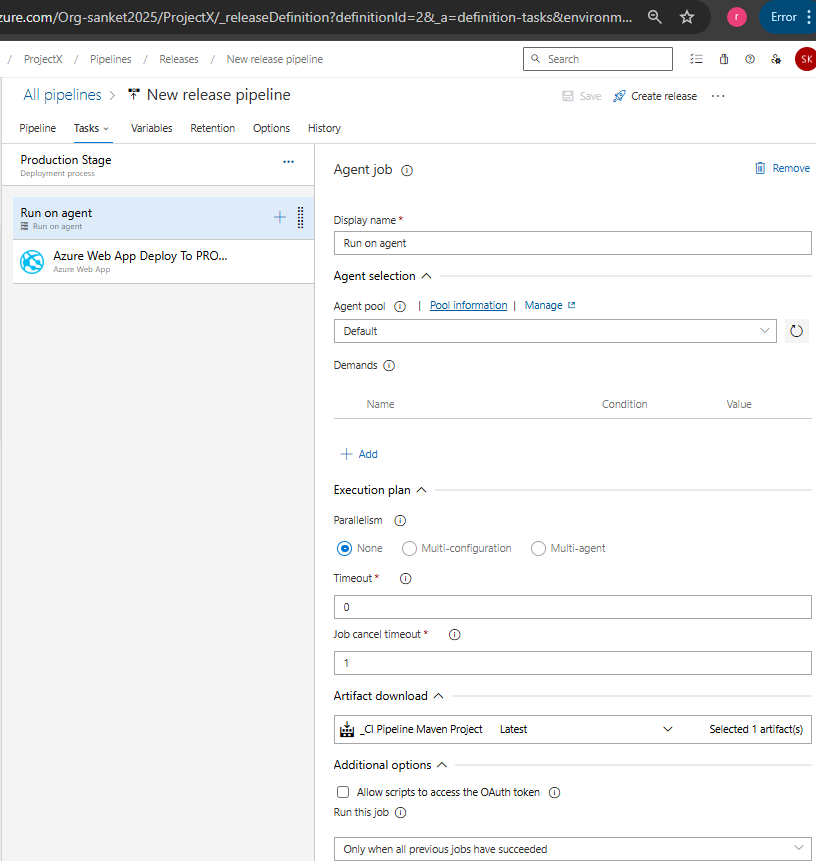 zure.com/Org-sanket2025/ProjectX/_releaseDefinition?definitionId=2&_a=definition-tasks&environm... r Error
/ ProjectX / Pipelines / Releases / New release pipeline Search SK
All pipelines > New release pipeline Save Create release ...
Pipeline Tasks Variables Retention Options History
Production Stage ...
Deployment process
Run on agent
Run on agent
Azure Web App Deploy To PRO...
Azure Web App
Agent job Remove
Display name *
Run on agent
Agent selection
Agent pool | Pool information | Manage
Default
Demands
Name Condition Value
+ Add
Execution plan
Parallelism
None Multi-configuration Multi-agent
Timeout *
0
Job cancel timeout *
1
Artifact download
_CI Pipeline Maven Project Latest Selected 1 artifact(s)
Additional options
Allow scripts to access the OAuth token
Run this job
Only when all previous jobs have succeeded